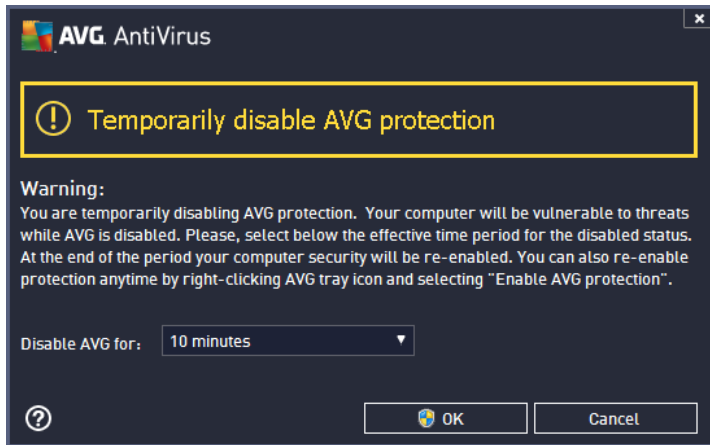 AVG. AntiVirus
Temporarily disable AVG protection
Warning:
You are temporarily disabling AVG protection.  Your computer will be vulnerable to threats
while AVG is disabled. Please, select below the effective time period for the disabled status.
At the end of the period your computer security will be re-enabled. You can also re-enable
protection anytime by right-clicking AVG tray icon and selecting "Enable AVG protection".
Disable AVG for: 10 minutes
OK Cancel